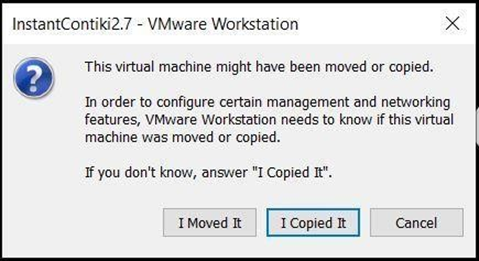 InstantContiki2.7 - VMware Workstation
This virtual machine might have been moved or copied.
In order to configure certain management and networking
features, VMware Workstation needs to know if this virtual
machine was moved or copied.
If you don't know, answer "I Copied It".
I Moved It
I Copied It
Cancel